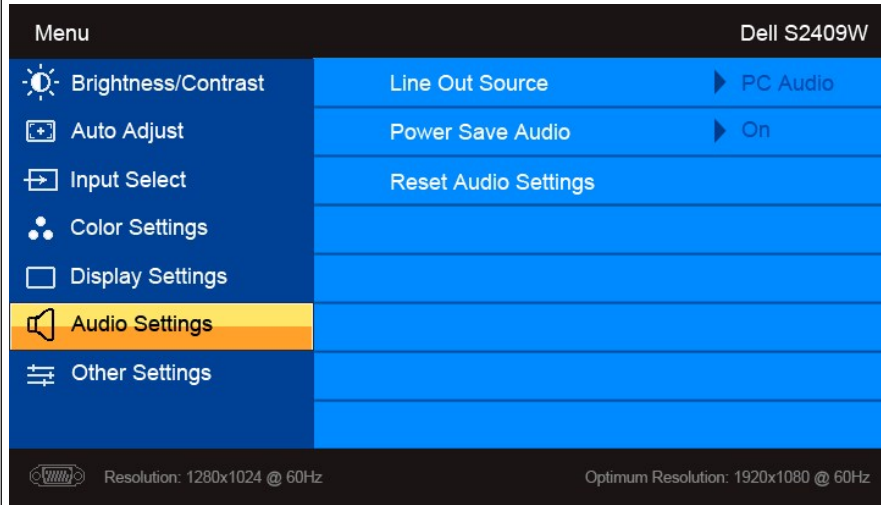 Menu Dell S2409W
Brightness/Contrast Line Out Source PC Audio
Auto Adjust Power Save Audio On
Input Select Reset Audio Settings
Color Settings
Display Settings
Audio Settings
Other Settings
Resolution: 1280x1024 @ 60Hz Optimum Resolution: 1920x1080 @ 60Hz